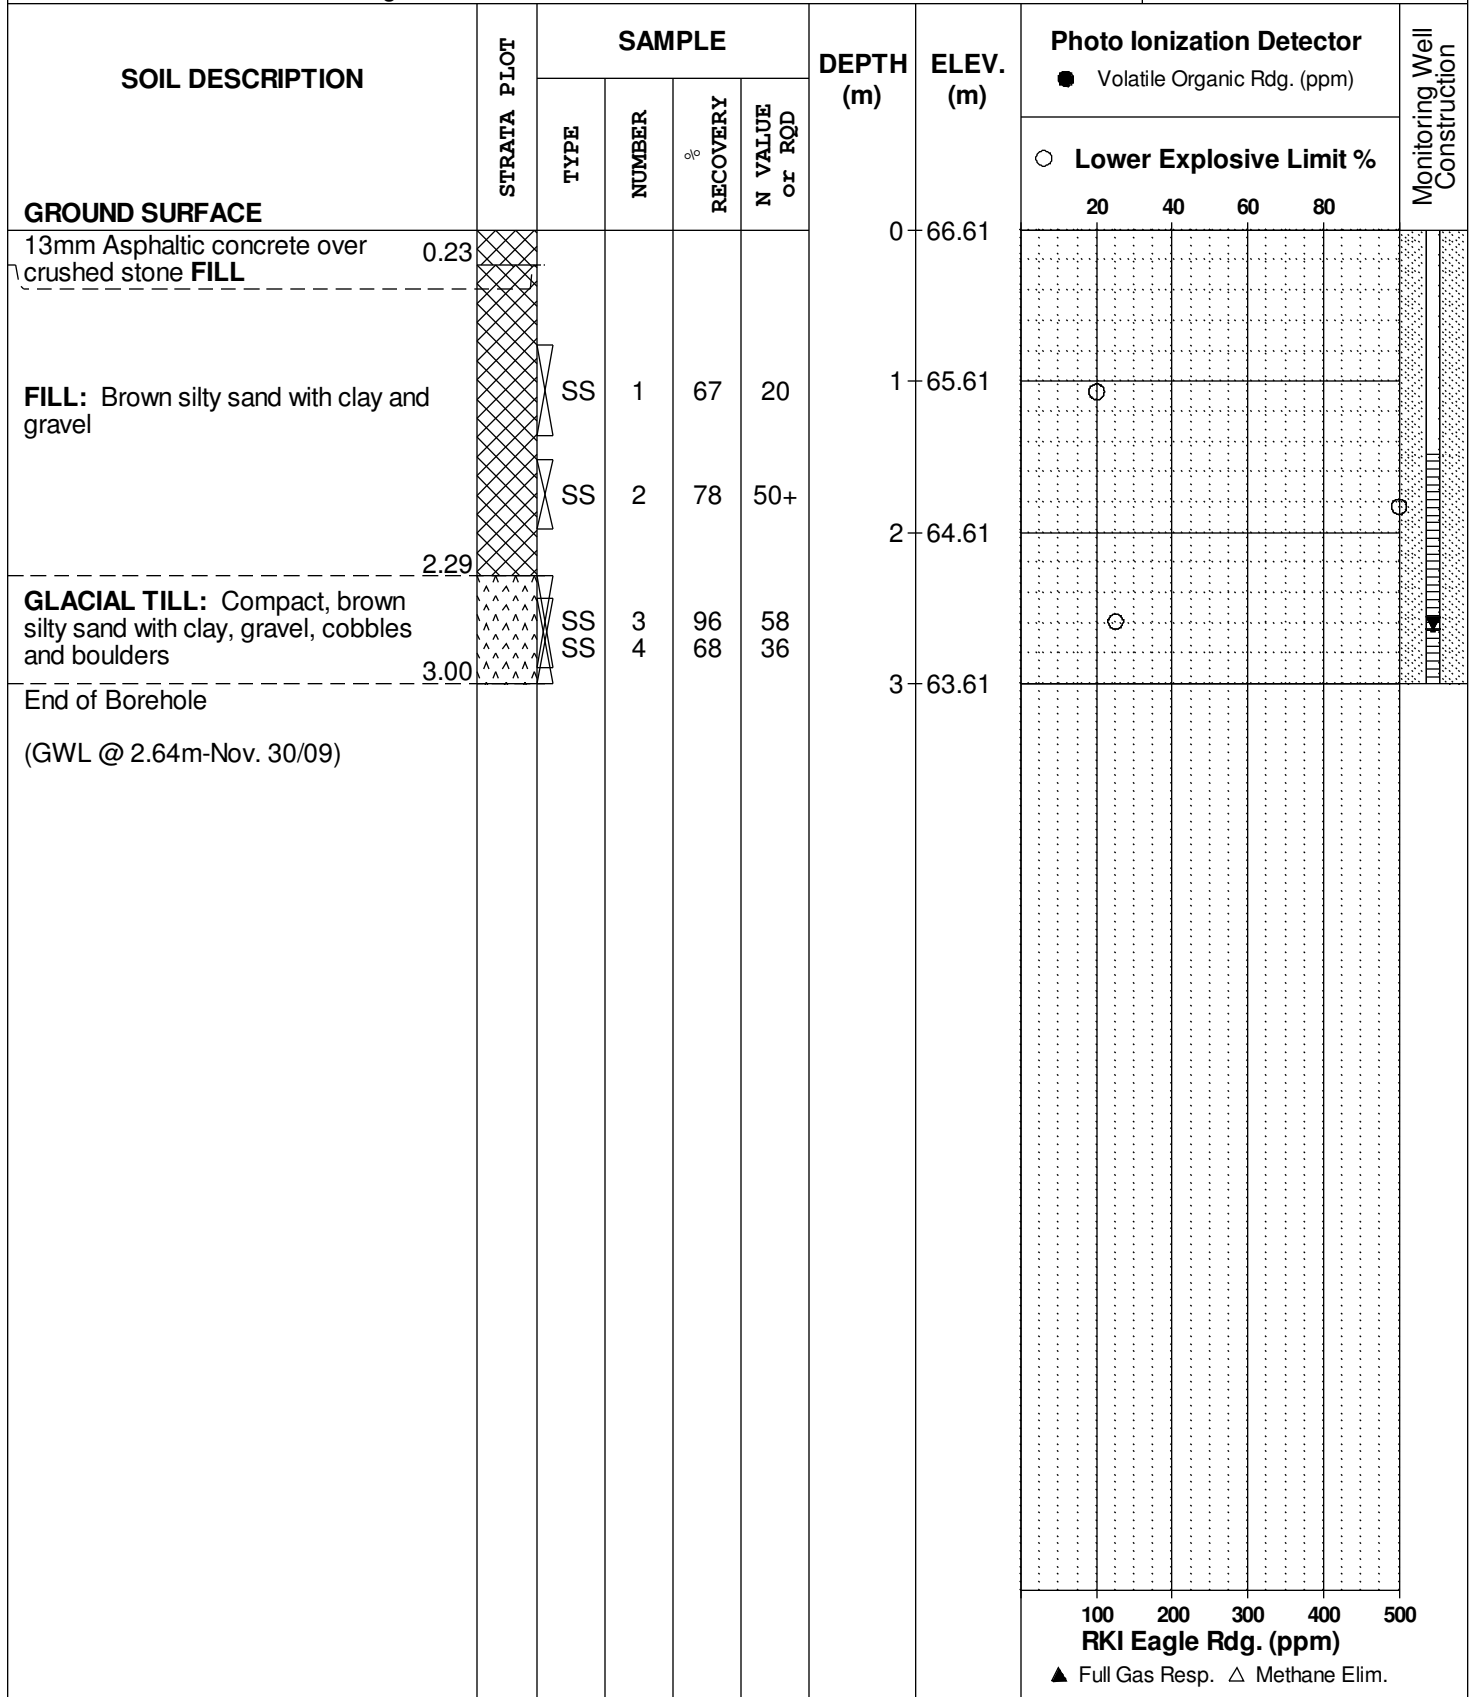 SOIL DESCRIPTION
STRATA PLOT
SAMPLE
TYPE
NUMBER
%
RECOVERY
N VALUE
or RQD
DEPTH
(m)
ELEV.
(m)
Photo Ionization Detector
● Volatile Organic Rdg. (ppm)
○ Lower Explosive Limit %
20 40 60 80
Monitoring Well
Construction
GROUND SURFACE
0 66.61
13mm Asphaltic concrete over 0.23
crushed stone FILL
1 65.61
FILL: Brown silty sand with clay and
gravel
SS 1 67 20
SS 2 78 50+
2 64.61
2.29
GLACIAL TILL: Compact, brown
silty sand with clay, gravel, cobbles
and boulders
3.00
SS 3 96 58
SS 4 68 36
3 63.61
End of Borehole
(GWL @ 2.64m-Nov. 30/09)
100 200 300 400 500
RKI Eagle Rdg. (ppm)
▲ Full Gas Resp. △ Methane Elim.